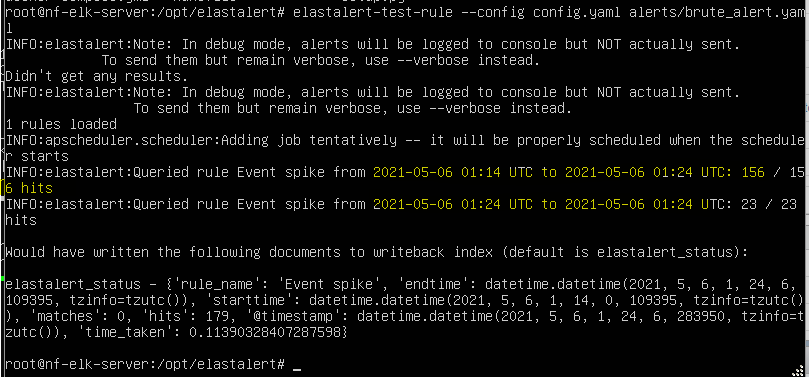 root@nf-elk-server:/opt/elastalert# elastalert-test-rule --config config.yaml alerts/brute_alert.yam
l
INFO:elastalert:Note: In debug mode, alerts will be logged to console but NOT actually sent.
To send them but remain verbose, use --verbose instead.
Didn't get any results.
INFO:elastalert:Note: In debug mode, alerts will be logged to console but NOT actually sent.
To send them but remain verbose, use --verbose instead.
1 rules loaded
INFO:apscheduler.scheduler:Adding job tentatively -- it will be properly scheduled when the schedule
r starts
INFO:elastalert:Queried rule Event spike from 2021-05-06 01:14 UTC to 2021-05-06 01:24 UTC: 156 / 15
6 hits
INFO:elastalert:Queried rule Event spike from 2021-05-06 01:24 UTC to 2021-05-06 01:24 UTC: 23 / 23
hits
Would have written the following documents to writeback index (default is elastalert_status):
elastalert_status - {'rule_name': 'Event spike', 'endtime': datetime.datetime(2021, 5, 6, 1, 24, 6,
109395, tzinfo=tzutc()), 'starttime': datetime.datetime(2021, 5, 6, 1, 14, 0, 109395, tzinfo=tzutc()
), 'matches': 0, 'hits': 179, '@timestamp': datetime.datetime(2021, 5, 6, 1, 24, 6, 283950, tzinfo=t
zutc()), 'time_taken': 0.11390328407287598}
root@nf-elk-server:/opt/elastalert# _